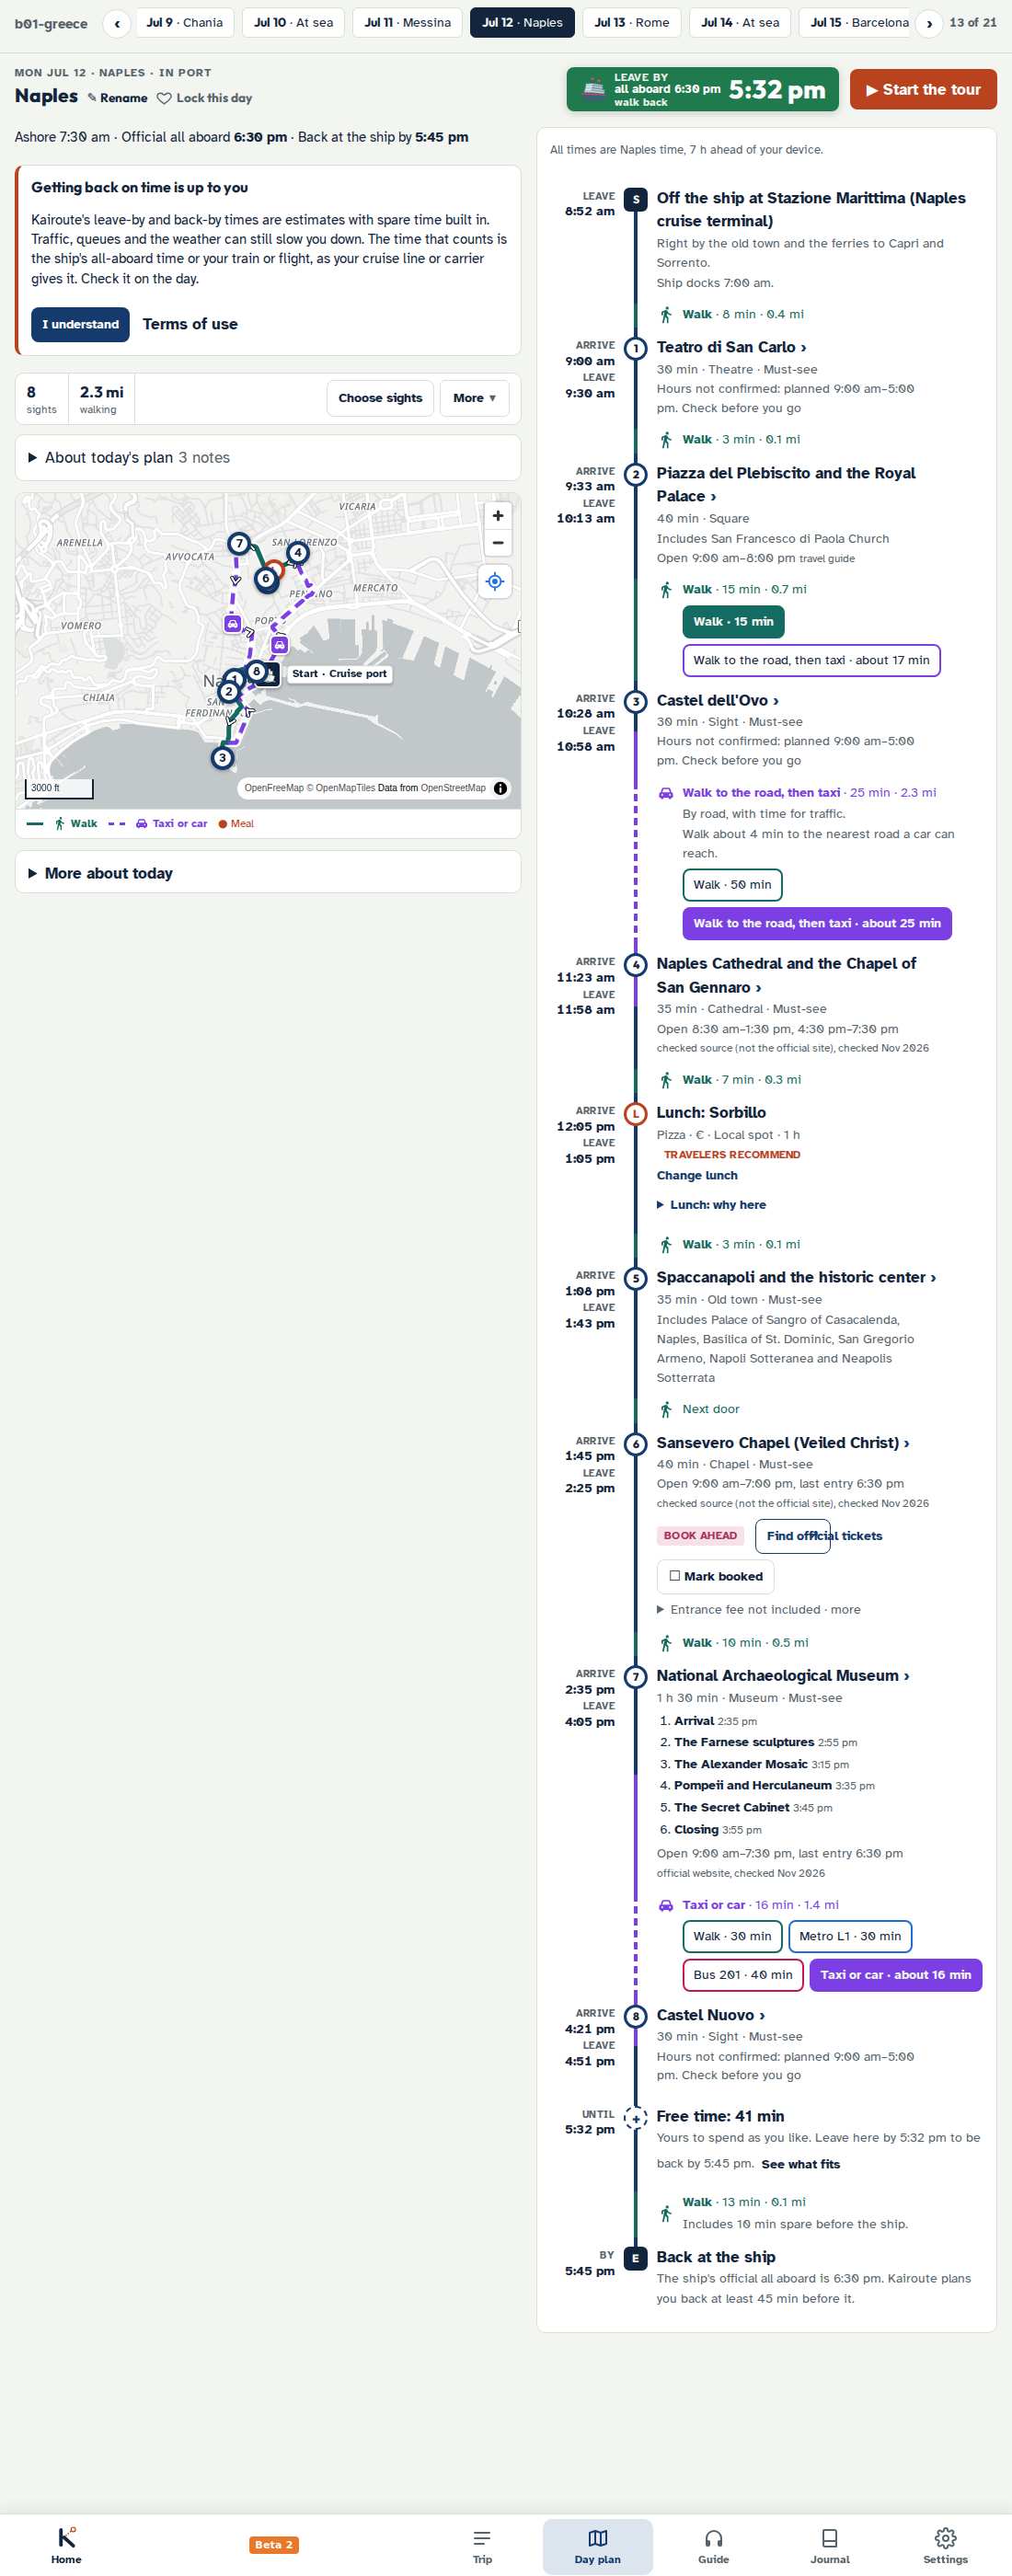 b01-greece
‹
Jul 9 · Chania
Jul 10 · At sea
Jul 11 · Messina
Jul 12 · Naples
Jul 13 · Rome
Jul 14 · At sea
Jul 15 · Barcelona
›
13 of 21
MON JUL 12 · NAPLES · IN PORT
Naples ✎ Rename Lock this day
LEAVE BY
all aboard 6:30 pm
walk back
5:32 pm
▶ Start the tour
Ashore 7:30 am · Official all aboard 6:30 pm · Back at the ship by 5:45 pm
Getting back on time is up to you
Kairoute's leave-by and back-by times are estimates with spare time built in.
Traffic, queues and the weather can still slow you down. The time that counts is
the ship's all-aboard time or your train or flight, as your cruise line or carrier
gives it. Check it on the day.
I understand
Terms of use
8
sights
2.3 mi
walking
Choose sights
More ▾
▶ About today's plan 3 notes
VICARIA
ARENELLA
AVVOCATA
SAN LORENZO
MERCATO
VOMERO
CHIAIA
7
4
6
8
1
2
3
Start · Cruise port
+
−
3000 ft
OpenFreeMap © OpenMapTiles Data from OpenStreetMap
Walk
Taxi or car
Meal
▶ More about today
All times are Naples time, 7 h ahead of your device.
LEAVE
8:52 am
S
Off the ship at Stazione Marittima (Naples
cruise terminal)
Right by the old town and the ferries to Capri and
Sorrento.
Ship docks 7:00 am.
Walk · 8 min · 0.4 mi
ARRIVE
9:00 am
LEAVE
9:30 am
1
Teatro di San Carlo ›
30 min · Theatre · Must-see
Hours not confirmed: planned 9:00 am–5:00
pm. Check before you go
Walk · 3 min · 0.1 mi
ARRIVE
9:33 am
LEAVE
10:13 am
2
Piazza del Plebiscito and the Royal
Palace ›
40 min · Square
Includes San Francesco di Paola Church
Open 9:00 am–8:00 pm travel guide
Walk · 15 min · 0.7 mi
Walk · 15 min
Walk to the road, then taxi · about 17 min
ARRIVE
10:28 am
LEAVE
10:58 am
3
Castel dell'Ovo ›
30 min · Sight · Must-see
Hours not confirmed: planned 9:00 am–5:00
pm. Check before you go
Walk to the road, then taxi · 25 min · 2.3 mi
By road, with time for traffic.
Walk about 4 min to the nearest road a car can
reach.
Walk · 50 min
Walk to the road, then taxi · about 25 min
ARRIVE
11:23 am
LEAVE
11:58 am
4
Naples Cathedral and the Chapel of
San Gennaro ›
35 min · Cathedral · Must-see
Open 8:30 am–1:30 pm, 4:30 pm–7:30 pm
checked source (not the official site), checked Nov 2026
Walk · 7 min · 0.3 mi
ARRIVE
12:05 pm
LEAVE
1:05 pm
L
Lunch: Sorbillo
Pizza · € · Local spot · 1 h
TRAVELERS RECOMMEND
Change lunch
▶ Lunch: why here
Walk · 3 min · 0.1 mi
ARRIVE
1:08 pm
LEAVE
1:43 pm
5
Spaccanapoli and the historic center ›
35 min · Old town · Must-see
Includes Palace of Sangro of Casacalenda,
Naples, Basilica of St. Dominic, San Gregorio
Armeno, Napoli Sotteranea and Neapolis
Sotterrata
Next door
ARRIVE
1:45 pm
LEAVE
2:25 pm
6
Sansevero Chapel (Veiled Christ) ›
40 min · Chapel · Must-see
Open 9:00 am–7:00 pm, last entry 6:30 pm
checked source (not the official site), checked Nov 2026
BOOK AHEAD
Find official tickets
☐ Mark booked
▶ Entrance fee not included · more
Walk · 10 min · 0.5 mi
ARRIVE
2:35 pm
LEAVE
4:05 pm
7
National Archaeological Museum ›
1 h 30 min · Museum · Must-see
1. Arrival 2:35 pm
2. The Farnese sculptures 2:55 pm
3. The Alexander Mosaic 3:15 pm
4. Pompeii and Herculaneum 3:35 pm
5. The Secret Cabinet 3:45 pm
6. Closing 3:55 pm
Open 9:00 am–7:30 pm, last entry 6:30 pm
official website, checked Nov 2026
Taxi or car · 16 min · 1.4 mi
Walk · 30 min
Metro L1 · 30 min
Bus 201 · 40 min
Taxi or car · about 16 min
ARRIVE
4:21 pm
LEAVE
4:51 pm
8
Castel Nuovo ›
30 min · Sight · Must-see
Hours not confirmed: planned 9:00 am–5:00
pm. Check before you go
UNTIL
5:32 pm
+
Free time: 41 min
Yours to spend as you like. Leave here by 5:32 pm to be
back by 5:45 pm. See what fits
Walk · 13 min · 0.1 mi
Includes 10 min spare before the ship.
BY
5:45 pm
E
Back at the ship
The ship's official all aboard is 6:30 pm. Kairoute plans
you back at least 45 min before it.
Home
Beta 2
Trip
Day plan
Guide
Journal
Settings